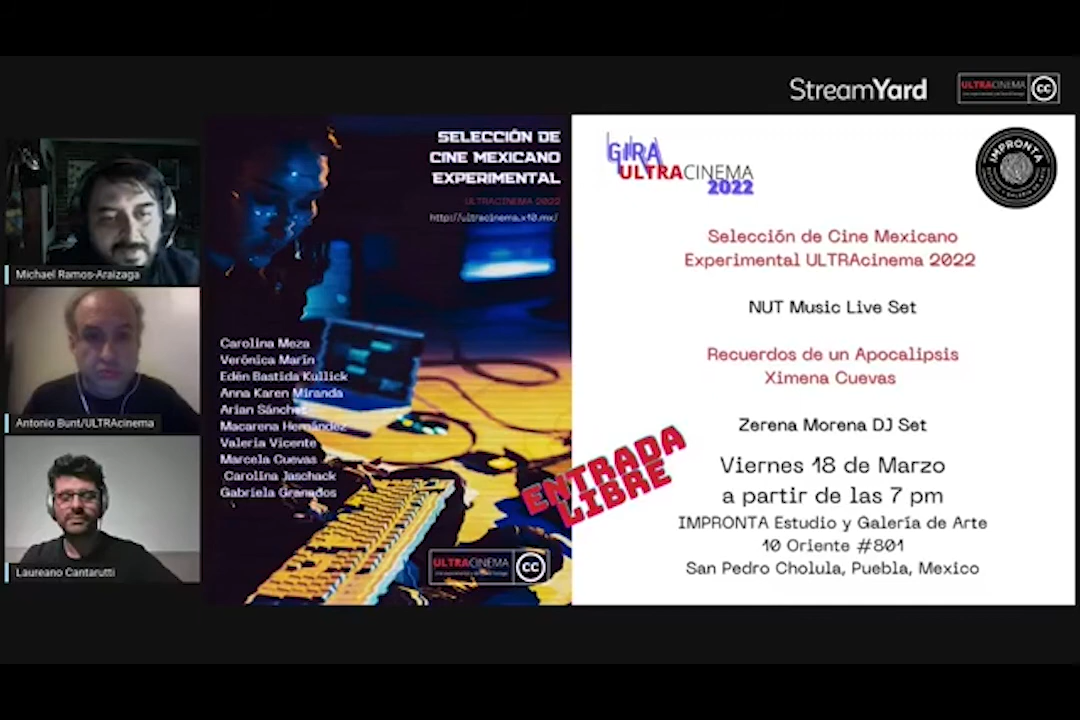 StreamYard
ULTRACINEMA
CC
Michael Ramos-Araizaga
Antonio Bunt/ULTRAcinema
Laureano Cantarutti
SELECCIÓN DE
CINE MEXICANO
EXPERIMENTAL
ULTRACINEMA 2022
http://ultracinema.x10.mx/
Carolina Meza
Verónica Marín
Edén Bastida Kullick
Anna Karen Miranda
Arian Sánchez
Macarena Hernández
Valeria Vicente
Marcela Cuevas
Carolina Jaschack
Gabriela Granados
ULTRACINEMA
CC
ENTRADA
LIBRE
GIRA
ULTRACINEMA
2022
IMPRONTA
Selección de Cine Mexicano
Experimental ULTRAcinema 2022
NUT Music Live Set
Recuerdos de un Apocalipsis
Ximena Cuevas
Zerena Morena DJ Set
Viernes 18 de Marzo
a partir de las 7 pm
IMPRONTA Estudio y Galería de Arte
10 Oriente #801
San Pedro Cholula, Puebla, Mexico